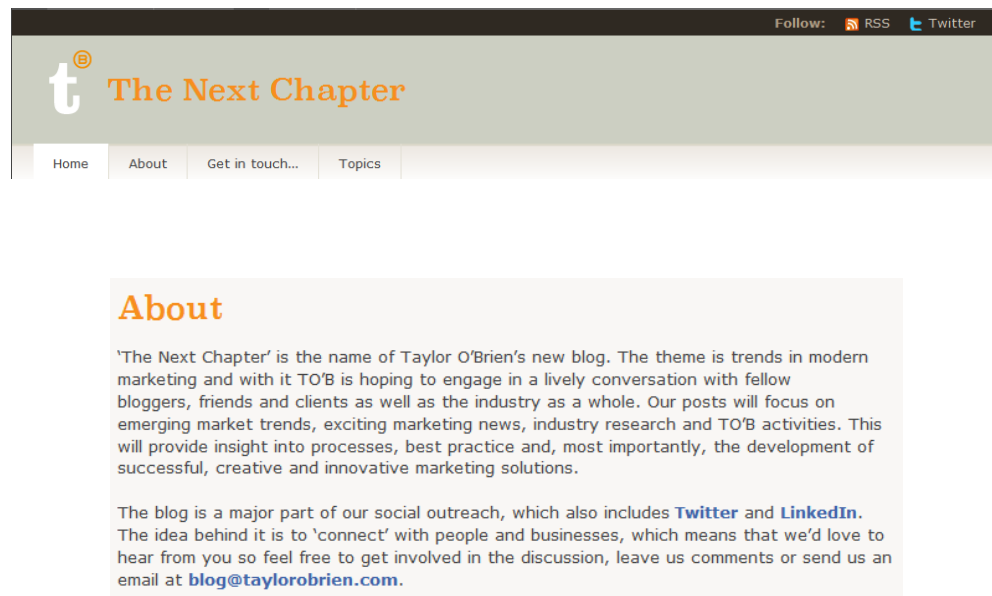 Follow: RSS Twitter
t B The Next Chapter
Home About Get in touch... Topics
About
‘The Next Chapter’ is the name of Taylor O’Brien’s new blog. The theme is trends in modern
marketing and with it TO’B is hoping to engage in a lively conversation with fellow
bloggers, friends and clients as well as the industry as a whole. Our posts will focus on
emerging market trends, exciting marketing news, industry research and TO’B activities. This
will provide insight into processes, best practice and, most importantly, the development of
successful, creative and innovative marketing solutions.
The blog is a major part of our social outreach, which also includes Twitter and LinkedIn.
The idea behind it is to ‘connect’ with people and businesses, which means that we’d love to
hear from you so feel free to get involved in the discussion, leave us comments or send us an
email at blog@taylorobrien.com.